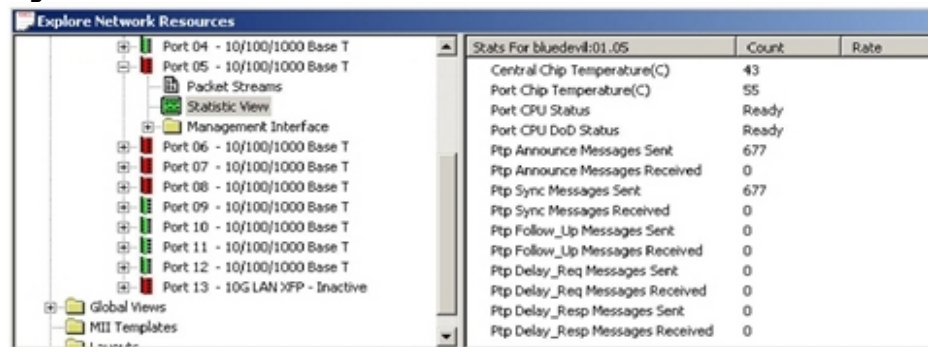 Explore Network Resources
Port 04 - 10/100/1000 Base T
Port 05 - 10/100/1000 Base T
Packet Streams
Statistic View
Management Interface
Port 06 - 10/100/1000 Base T
Port 07 - 10/100/1000 Base T
Port 08 - 10/100/1000 Base T
Port 09 - 10/100/1000 Base T
Port 10 - 10/100/1000 Base T
Port 11 - 10/100/1000 Base T
Port 12 - 10/100/1000 Base T
Port 13 - 10G LAN XFP - Inactive
Global Views
MII Templates
Layouts
Stats For bluedevil:01.05 Count Rate
Central Chip Temperature(C) 43
Port Chip Temperature(C) 55
Port CPU Status Ready
Port CPU DoD Status Ready
Ptp Announce Messages Sent 677
Ptp Announce Messages Received 0
Ptp Sync Messages Sent 677
Ptp Sync Messages Received 0
Ptp Follow_Up Messages Sent 0
Ptp Follow_Up Messages Received 0
Ptp Delay_Req Messages Sent 0
Ptp Delay_Req Messages Received 0
Ptp Delay_Resp Messages Sent 0
Ptp Delay_Resp Messages Received 0